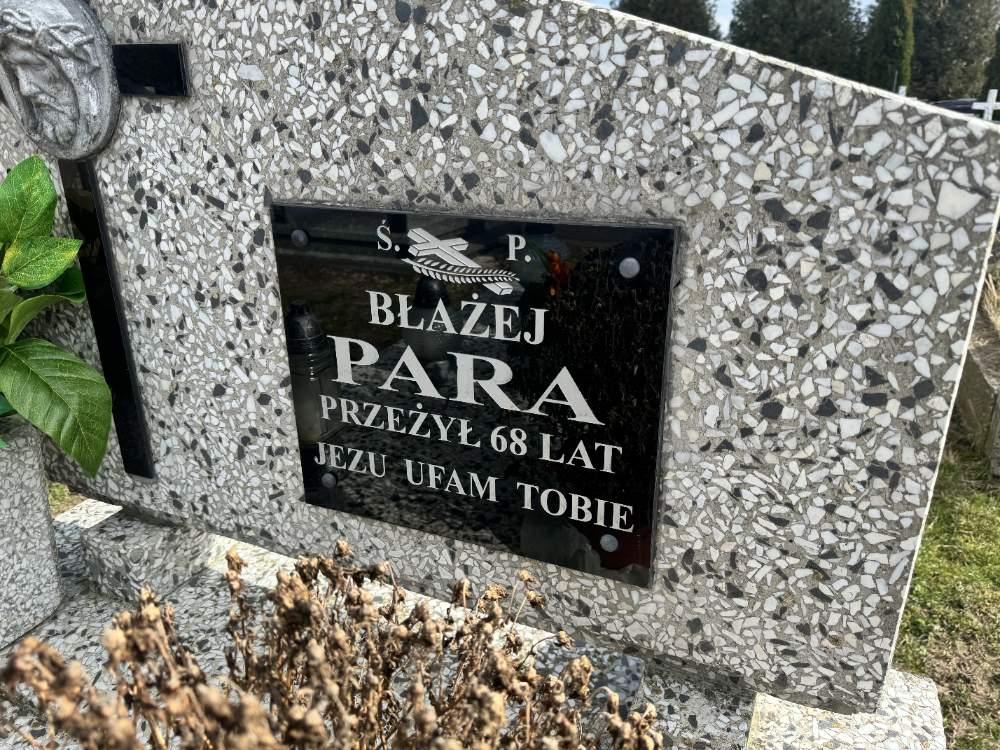 Ś. P.
BŁAŻEJ
PARA
PRZEŻYŁ 68 LAT
JEZU UFAM TOBIE